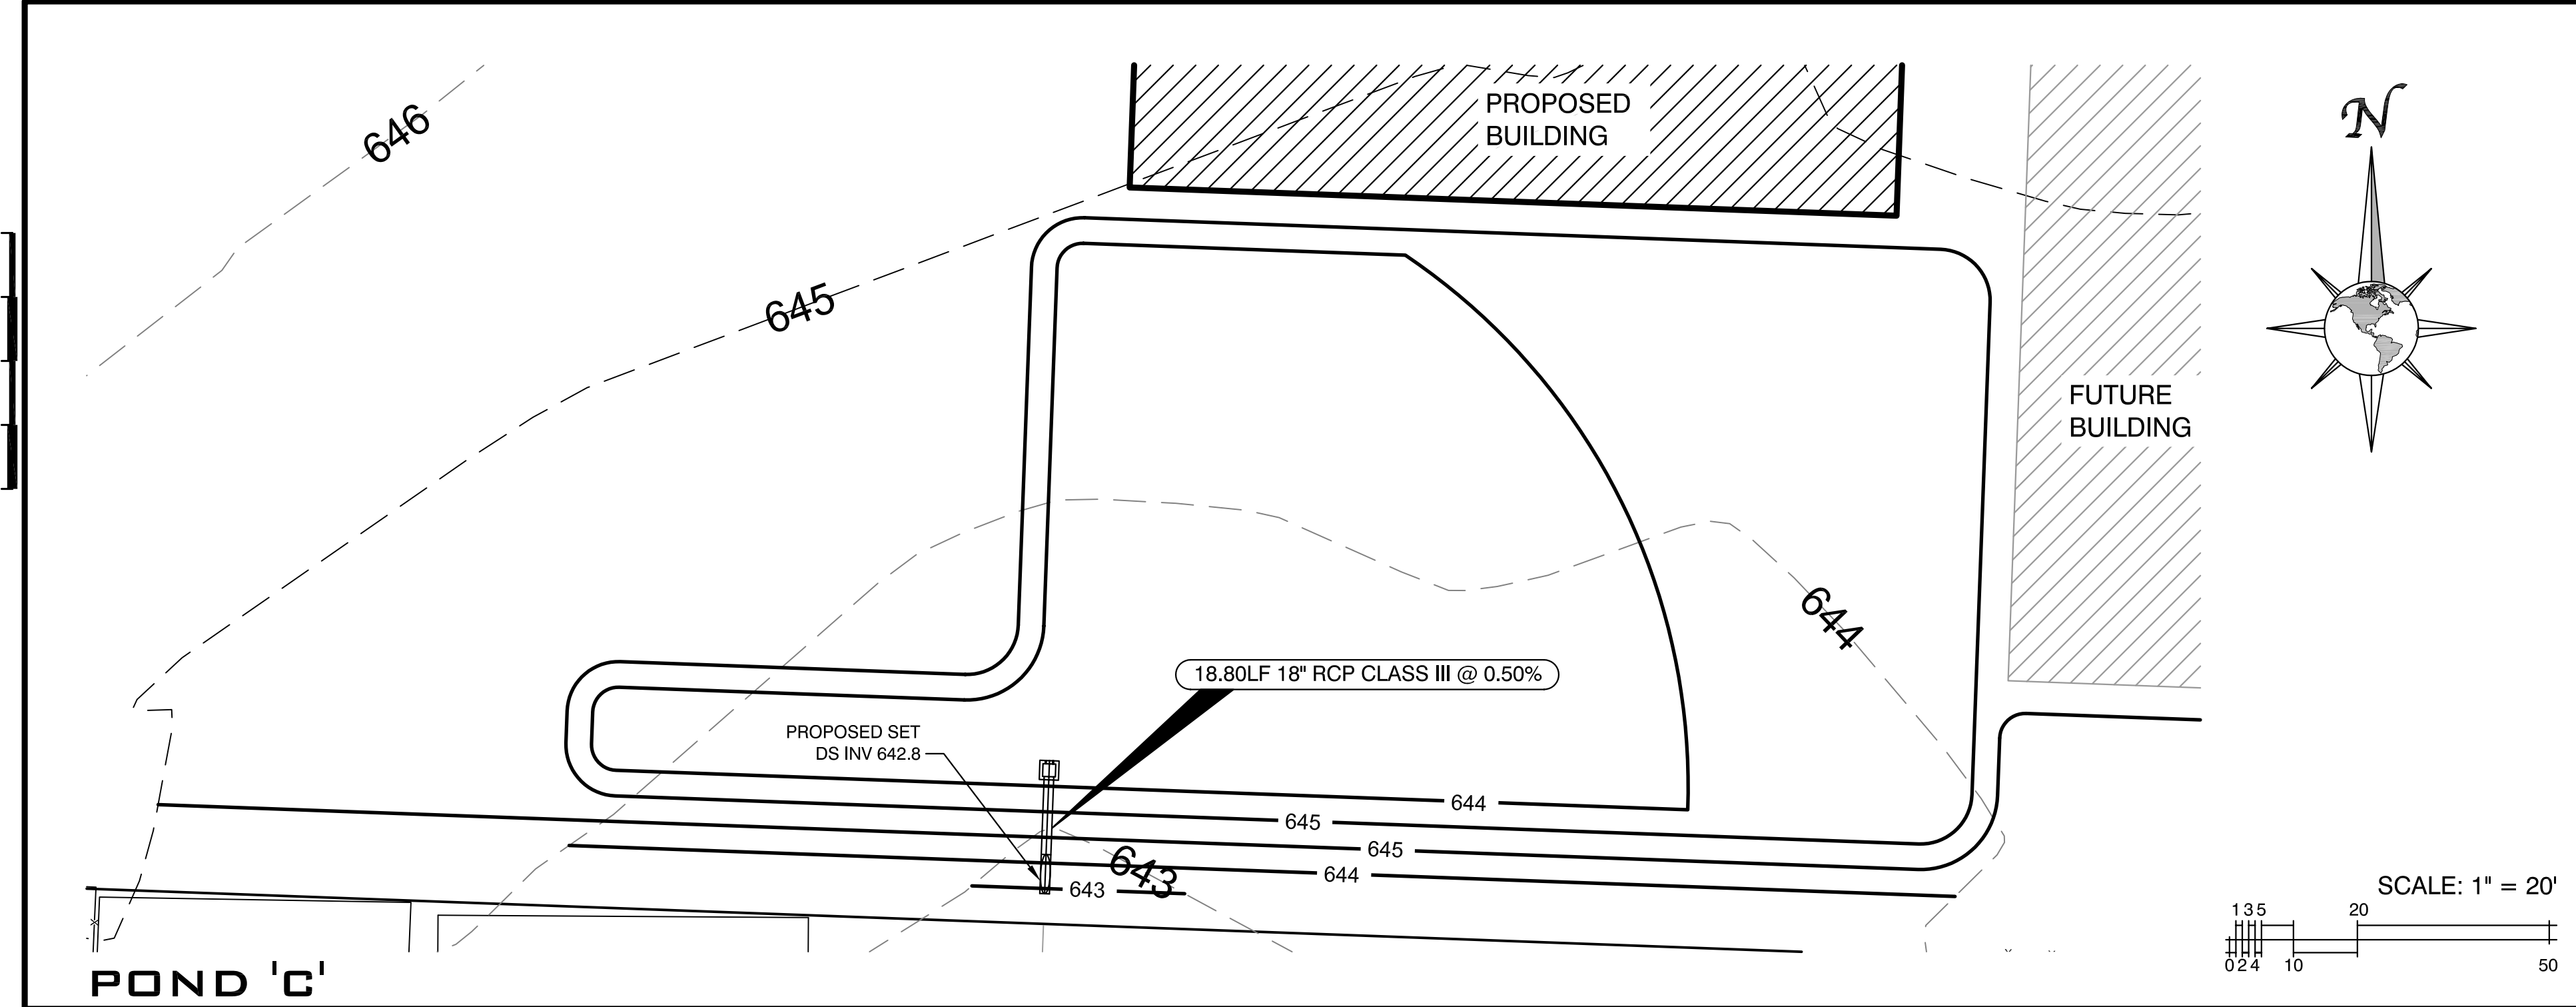 PROPOSED
BUILDING
N
646
645
FUTURE
BUILDING
644
18.80LF 18" RCP CLASS III @ 0.50%
PROPOSED SET
DS INV 642.8
644
645
645
643
644
643
SCALE: 1" = 20'
1 3 5 20
0 2 4 10 50
POND 'C'